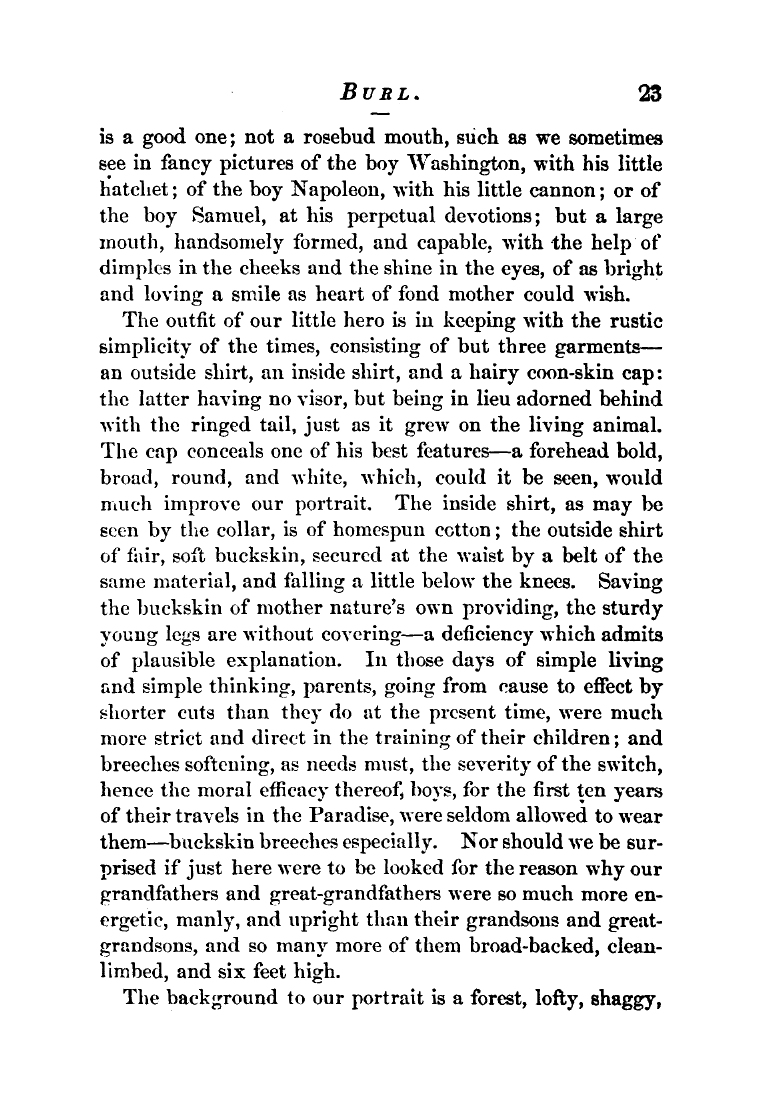 BURL. 23
is a good one; not a rosebud mouth, such as we sometimes
see in fancy pictures of the boy Washington, with his little
hatchet; of the boy Napoleon, with his little cannon; or of
the boy Samuel, at his perpetual devotions; but a large
mouth, handsomely formed, and capable, with the help of
dimples in the cheeks and the shine in the eyes, of as bright
and loving a smile as heart of fond mother could wish.
The outfit of our little hero is in keeping with the rustic
simplicity of the times, consisting of but three garments—
an outside shirt, an inside shirt, and a hairy coon-skin cap:
the latter having no visor, but being in lieu adorned behind
with the ringed tail, just as it grew on the living animal.
The cap conceals one of his best features—a forehead bold,
broad, round, and white, which, could it be seen, would
much improve our portrait. The inside shirt, as may be
seen by the collar, is of homespun cotton; the outside shirt
of fair, soft buckskin, secured at the waist by a belt of the
same material, and falling a little below the knees. Saving
the buckskin of mother nature's own providing, the sturdy
young legs are without covering—a deficiency which admits
of plausible explanation. In those days of simple living
and simple thinking, parents, going from cause to effect by
shorter cuts than they do at the present time, were much
more strict and direct in the training of their children; and
breeches softening, as needs must, the severity of the switch,
hence the moral efficacy thereof, boys, for the first ten years
of their travels in the Paradise, were seldom allowed to wear
them—buckskin breeches especially. Nor should we be sur-
prised if just here were to be looked for the reason why our
grandfathers and great-grandfathers were so much more en-
ergetic, manly, and upright than their grandsons and great-
grandsons, and so many more of them broad-backed, clean-
limbed, and six feet high.
The background to our portrait is a forest, lofty, shaggy,